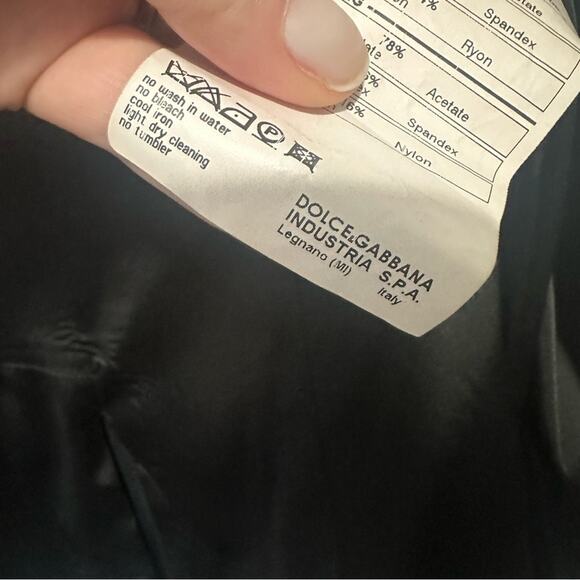 Spandex
Ryon
78%
Acetate
Spandex
6%
Nylon
no wash in water
no bleach
cool iron
light dry cleaning
no tumbler
P
DOLCE&GABBANA
INDUSTRIA S.P.A.
Legnano (MI)
Italy